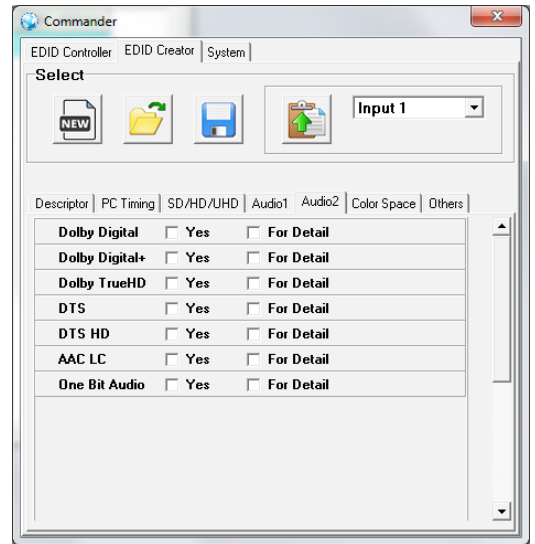 Commander
EDID Controller EDID Creator System
Select
NEW
Input 1
Descriptor PC Timing SD/HD/UHD Audio1 Audio2 Color Space Others
Dolby Digital Yes For Detail
Dolby Digital+ Yes For Detail
Dolby TrueHD Yes For Detail
DTS Yes For Detail
DTS HD Yes For Detail
AAC LC Yes For Detail
One Bit Audio Yes For Detail